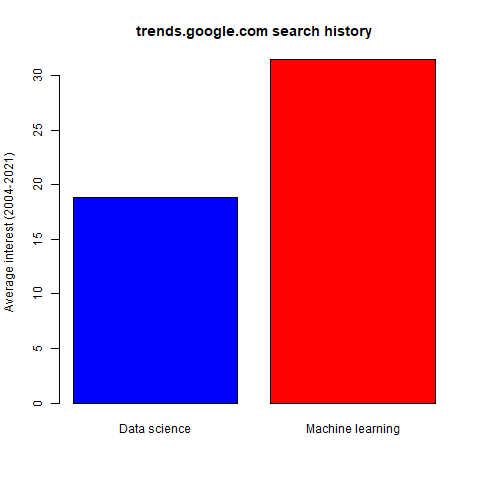 trends.google.com search history
Average interest (2004-2021)
30
25
20
15
10
5
0
Data science
Machine learning